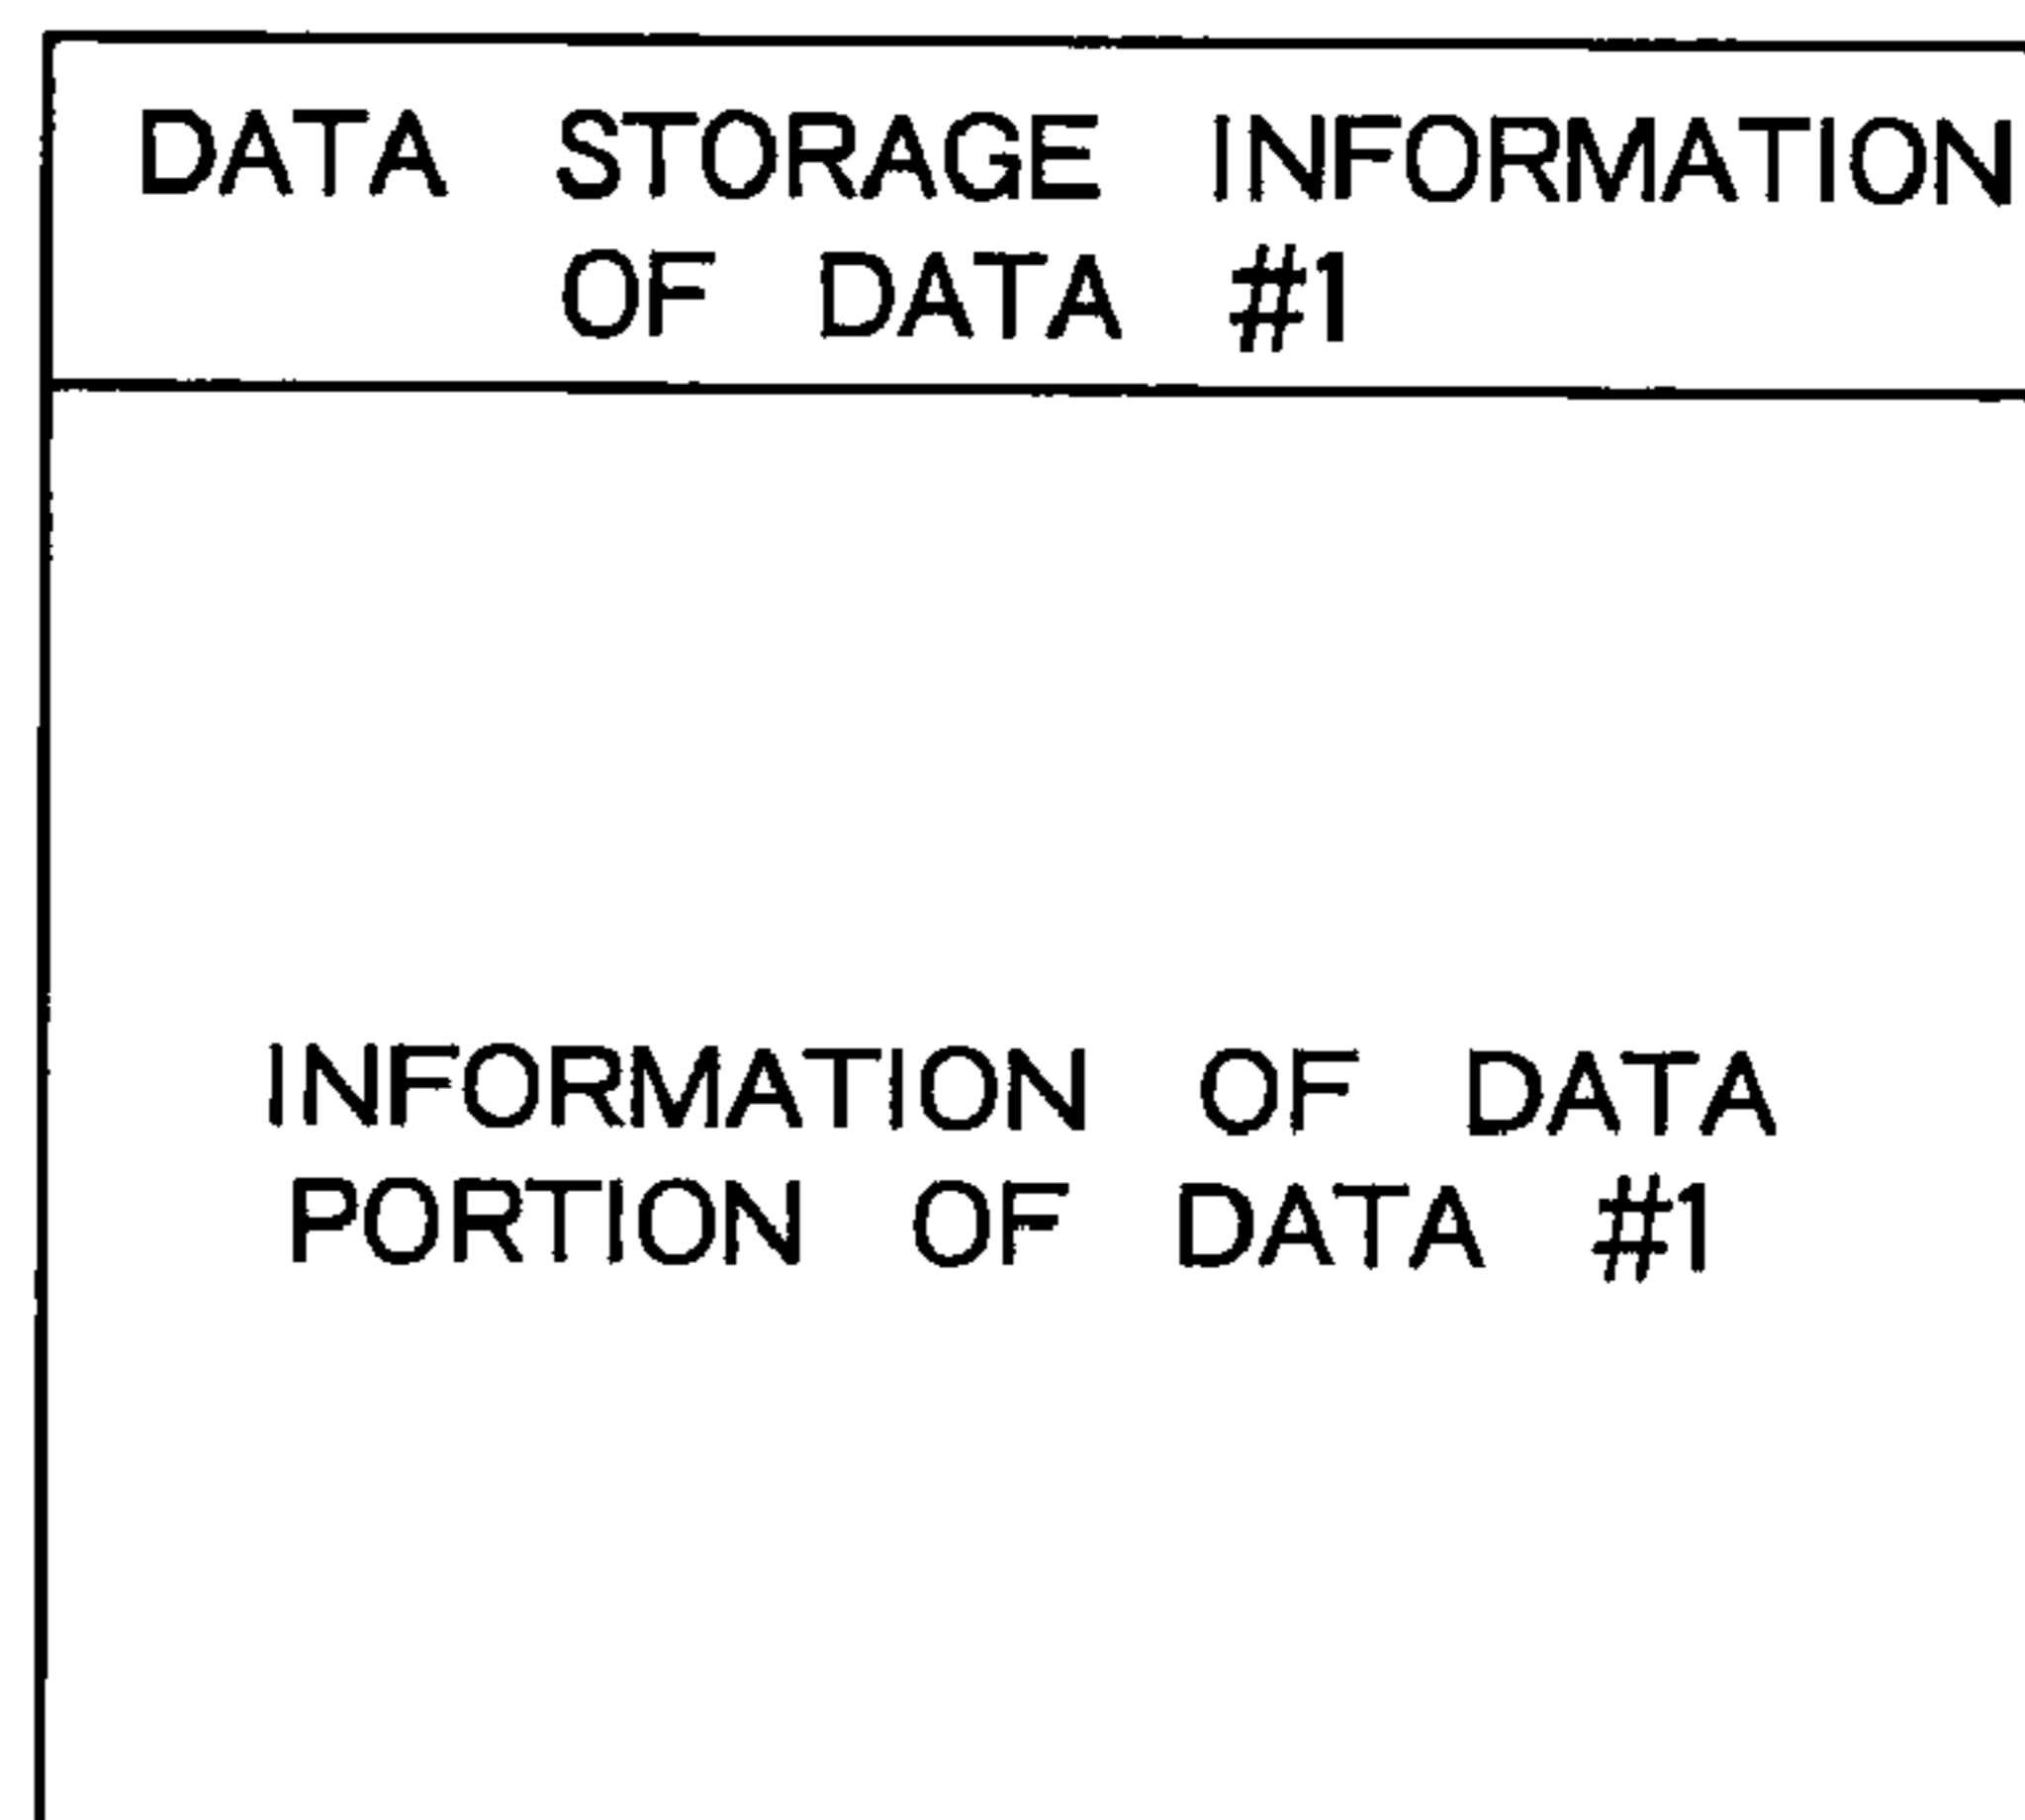 DATA STORAGE INFORMATION
OF DATA #1
INFORMATION OF DATA
PORTION OF DATA #1